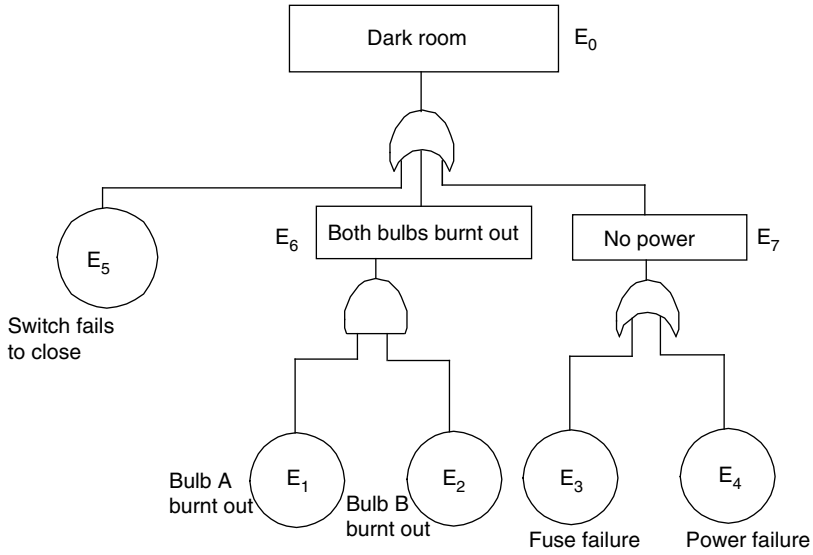 Dark room
E₀
E₅
Switch fails
to close
E₆
Both bulbs burnt out
No power
E₇
Bulb A
burnt out
E₁
Bulb B
burnt out
E₂
E₃
Fuse failure
E₄
Power failure